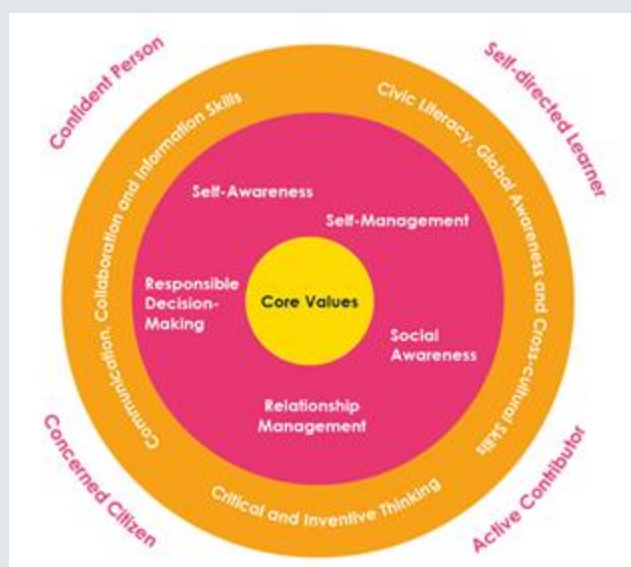 Confident Person
Self-directed Learner
Communication, Collaboration and Information Skills
Civic Literacy, Global Awareness and Cross-cultural Skills
Self-Awareness
Self-Management
Responsible
Decision-
Making
Core Values
Social
Awareness
Relationship
Management
Critical and Inventive Thinking
Concerned Citizen
Active Contributor